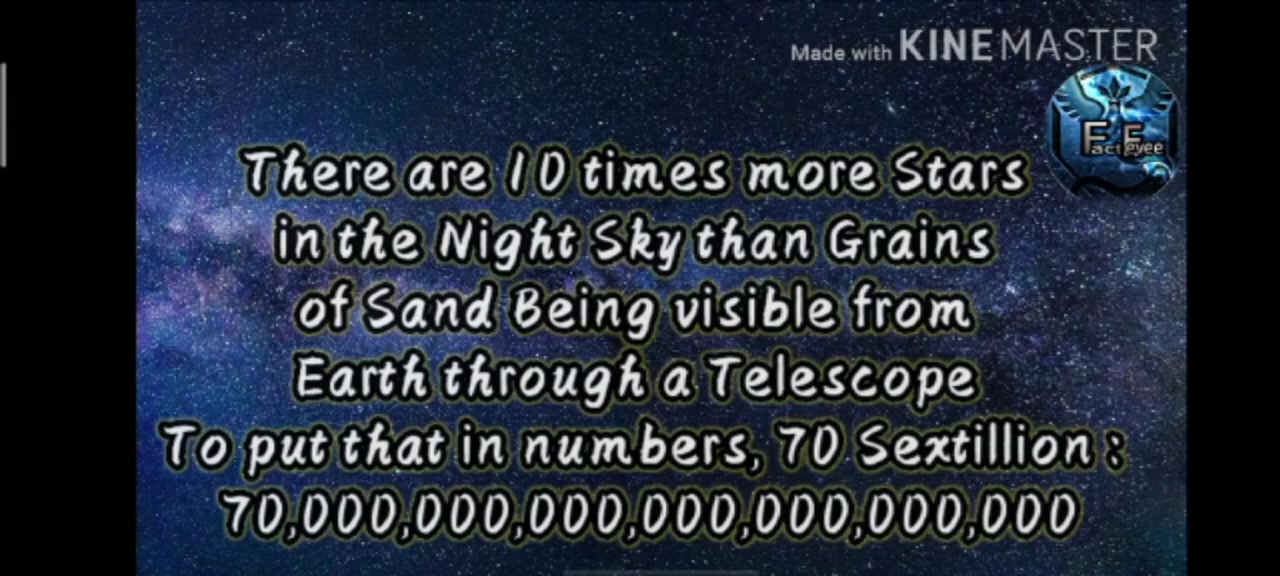 Made with KINEMASTER
Fact Eyee
There are 10 times more Stars
in the Night Sky than Grains
of Sand Being visible from
Earth through a Telescope
To put that in numbers, 70 Sextillion :
70,000,000,000,000,000,000,000